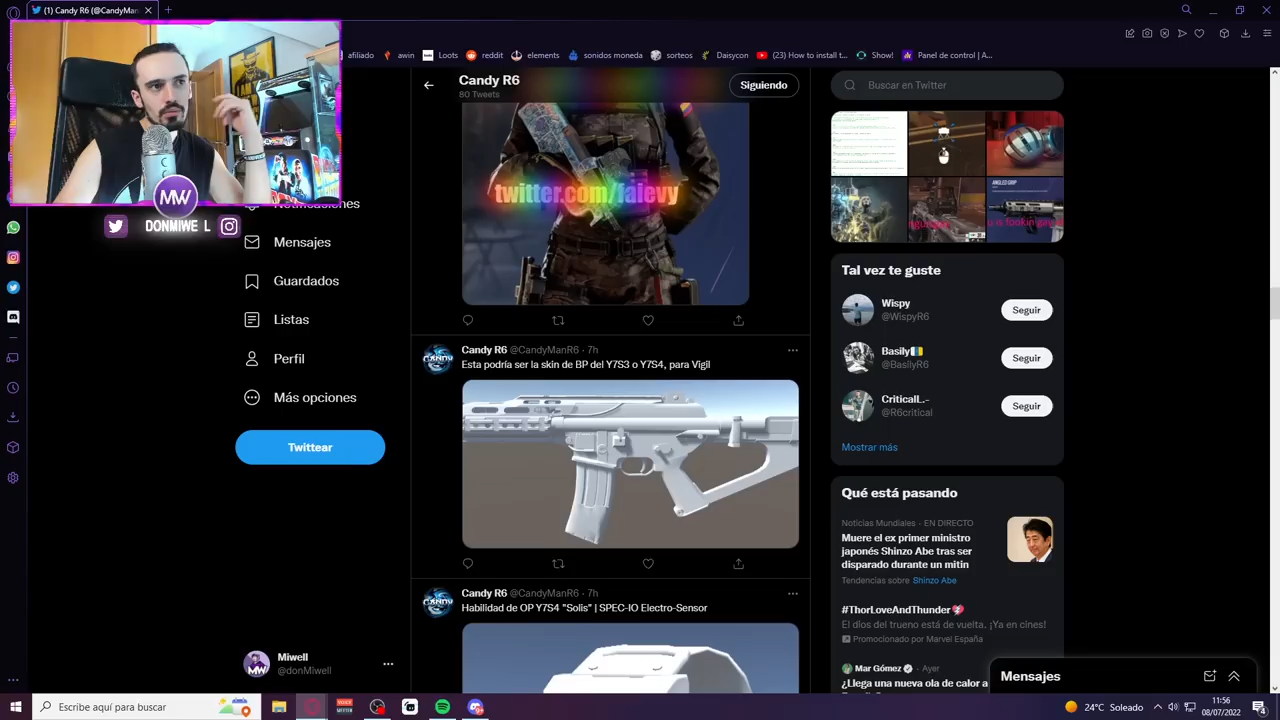 (1) Candy R6 (@CandyMan
afiliado
awin
Loots
reddit
elements
sonidos moneda
sorteos
Daisycon
(23) How to install t...
Show!
Panel de control | A...
MW
DONMIWE L
Notificaciones
Mensajes
Guardados
Listas
Perfil
Más opciones
Twittear
Miwell
@donMiwell
Candy R6
80 Tweets
Siguiendo
twitter.com/faievy
Candy R6 @CandyManR6 · 7h
Esta podría ser la skin de BP del Y7S3 o Y7S4, para Vigil
Candy R6 @CandyManR6 · 7h
Habilidad de OP Y7S4 "Solis" | SPEC-IO Electro-Sensor
Buscar en Twitter
ANGLED GRIP
Tal vez te guste
Wispy
@WispyR6
Seguir
Basily
@BasilyR6
Seguir
CriticalL.-
@R6critical
Seguir
Mostrar más
Qué está pasando
Noticias Mundiales · EN DIRECTO
Muere el ex primer ministro
japonés Shinzo Abe tras ser
disparado durante un mitin
Tendencias sobre Shinzo Abe
#ThorLoveAndThunder
El dios del trueno está de vuelta. ¡Ya en cines!
Promocionado por Marvel España
Mar Gómez · Ayer
¿Llega una nueva ola de calor a
Mensajes
Escribe aquí para buscar
24°C Soleado
11:56
08/07/2022
4